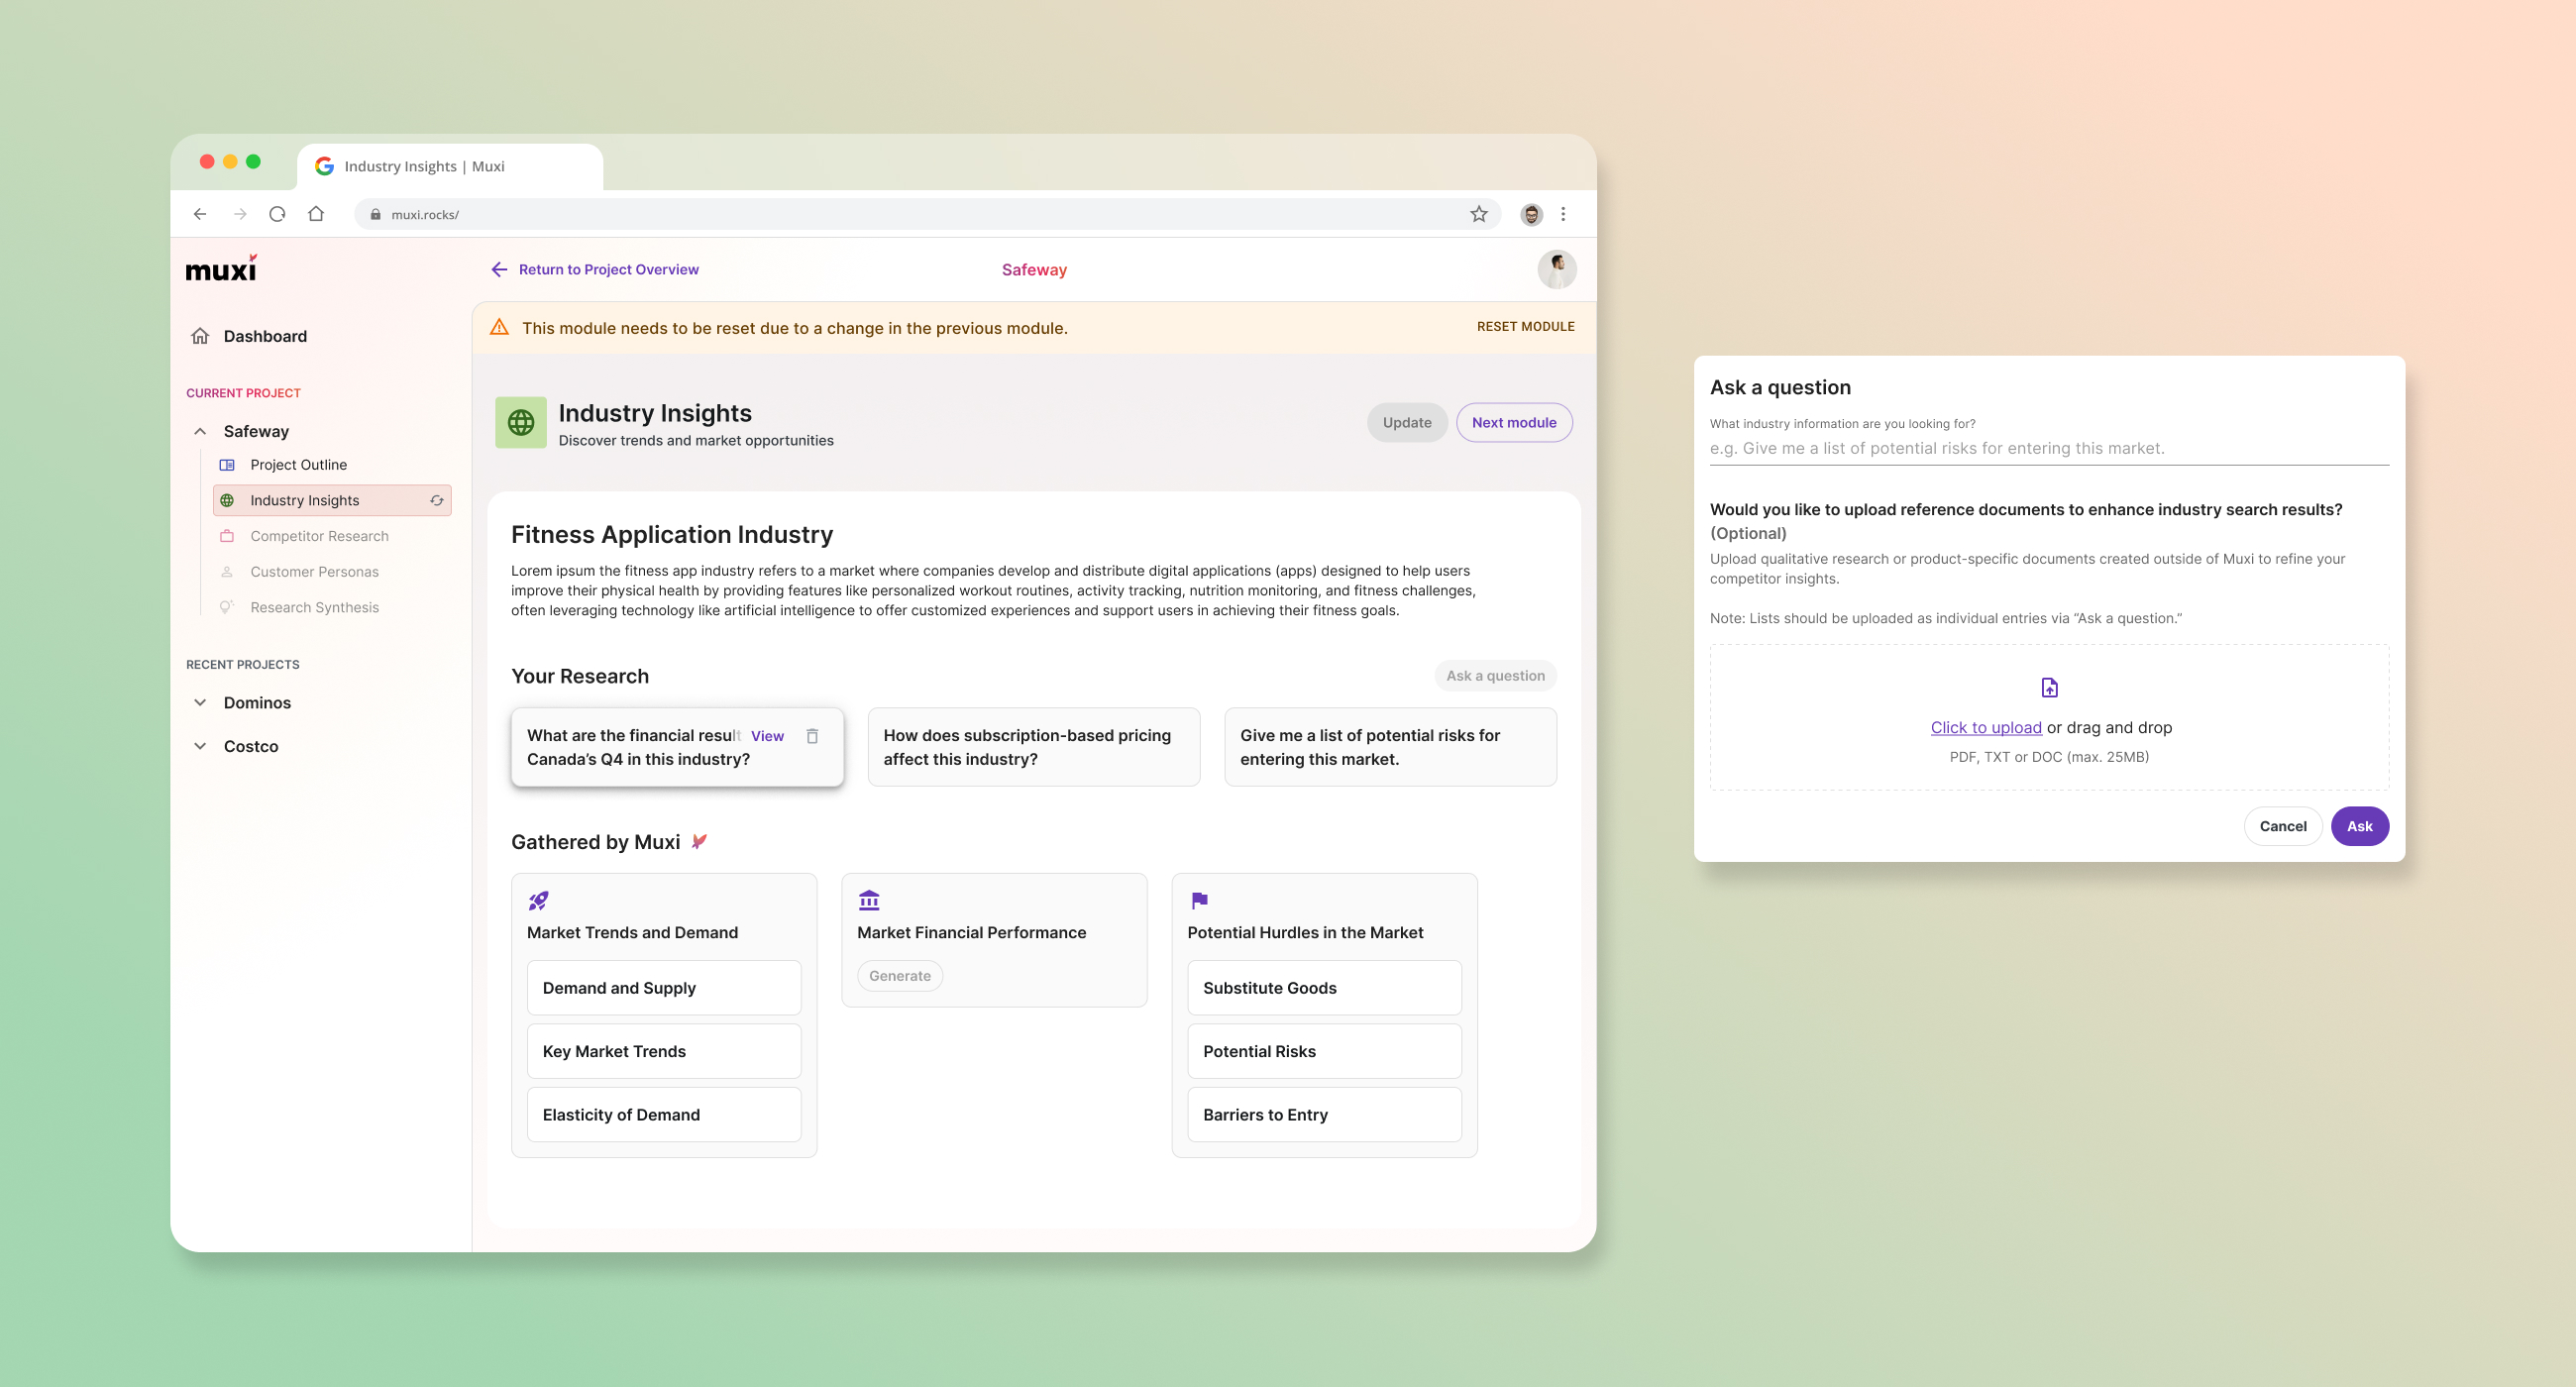 Industry Insights | Muxi
muxi.rocks/
muxi
Return to Project Overview
Safeway
Dashboard
CURRENT PROJECT
Safeway
Project Outline
Industry Insights
Competitor Research
Customer Personas
Research Synthesis
RECENT PROJECTS
Dominos
Costco
This module needs to be reset due to a change in the previous module.
RESET MODULE
Industry Insights
Discover trends and market opportunities
Update
Next module
Fitness Application Industry
Lorem ipsum the fitness app industry refers to a market where companies develop and distribute digital applications (apps) designed to help users
improve their physical health by providing features like personalized workout routines, activity tracking, nutrition monitoring, and fitness challenges,
often leveraging technology like artificial intelligence to offer customized experiences and support users in achieving their fitness goals.
Your Research
Ask a question
What are the financial result
Canada’s Q4 in this industry?
View
How does subscription-based pricing
affect this industry?
Give me a list of potential risks for
entering this market.
Gathered by Muxi
Market Trends and Demand
Demand and Supply
Key Market Trends
Elasticity of Demand
Market Financial Performance
Generate
Potential Hurdles in the Market
Substitute Goods
Potential Risks
Barriers to Entry
Ask a question
What industry information are you looking for?
e.g. Give me a list of potential risks for entering this market.
Would you like to upload reference documents to enhance industry search results?
(Optional)
Upload qualitative research or product-specific documents created outside of Muxi to refine your
competitor insights.
Note: Lists should be uploaded as individual entries via “Ask a question.”
Click to upload or drag and drop
PDF, TXT or DOC (max. 25MB)
Cancel
Ask